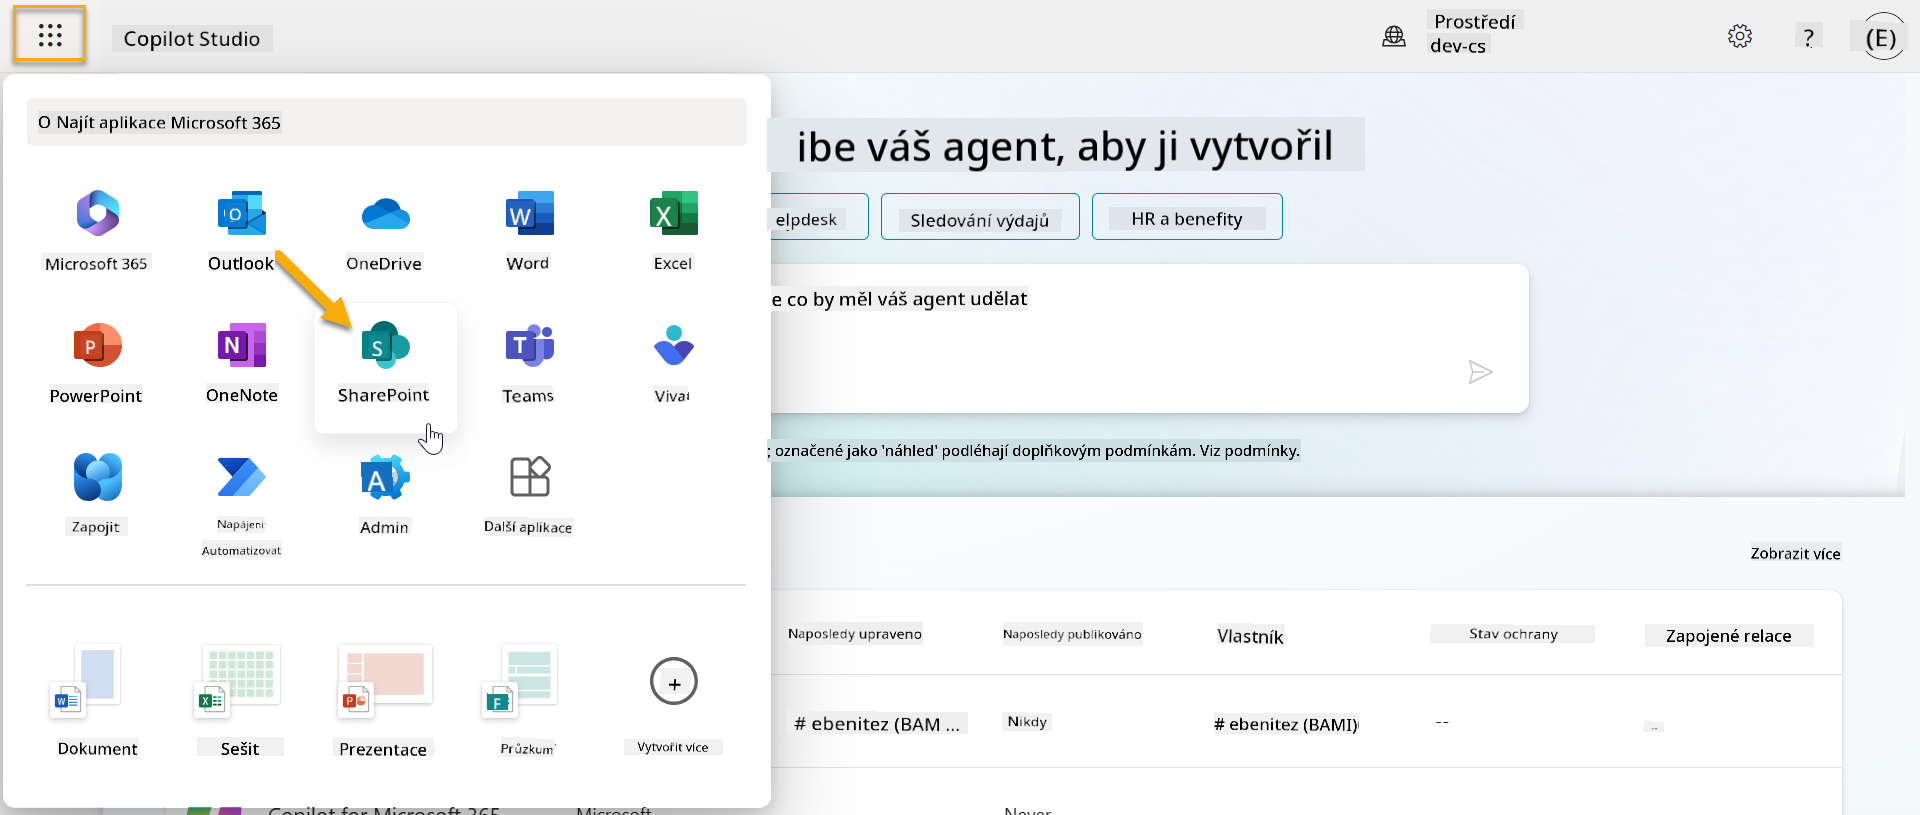 Copilot Studio
Prostředí
dev-cs
?
(E)
O Najít aplikace Microsoft 365
ibe váš agent, aby ji vytvořil
elpdesk
Sledování výdajů
HR a benefity
Microsoft 365
Outlook
OneDrive
Word
Excel
e co by měl váš agent udělat
PowerPoint
OneNote
SharePoint
Teams
Vivat
označené jako 'náhled' podléhají doplňkovým podmínkám. Viz podmínky.
Zapojit
Napájení
Automatizovat
Admin
Další aplikace
Zobrazit více
Naposledy upraveno
Naposledy publikováno
Vlastník
Stav ochrany
Zapojené relace
# ebenitez (BAM ...
Nikdy
# ebenitez (BAMI)
--
--
Dokument
Sešit
Prezentace
Průzkum
Vytvořit více
Copilot for Microsoft 365
Microsoft
Never